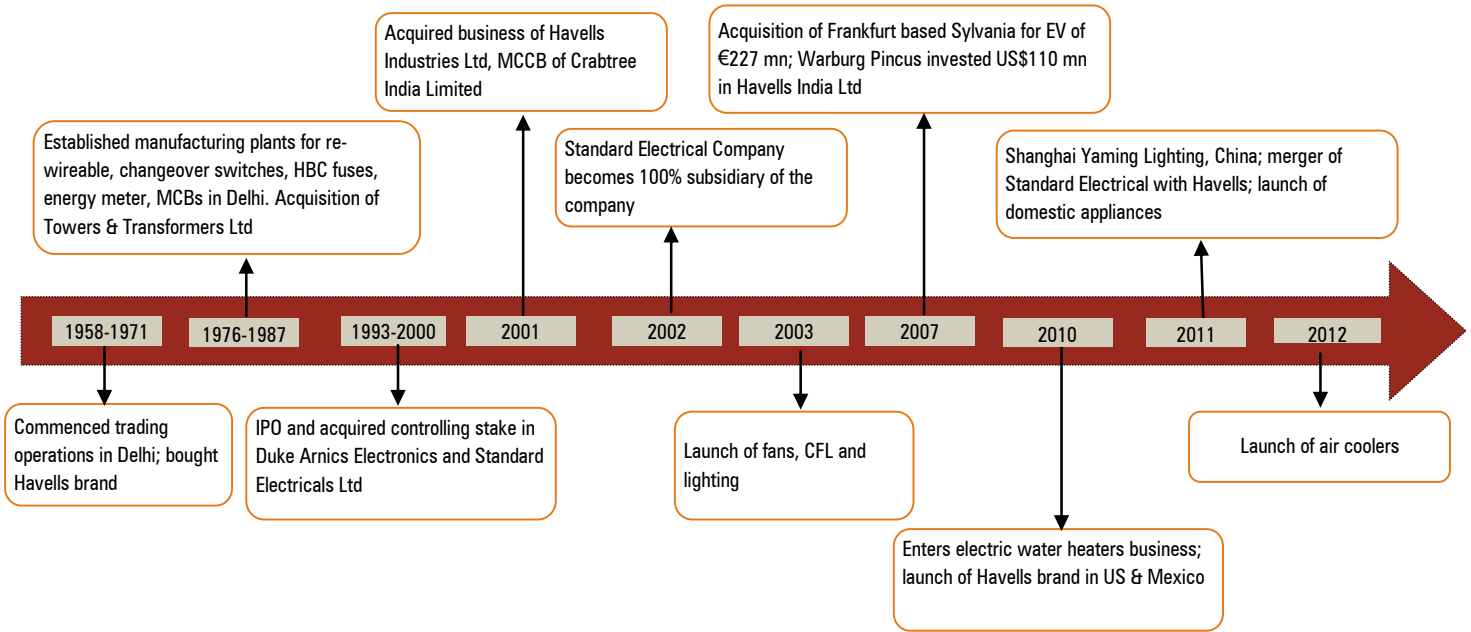 Acquired business of Havells
Industries Ltd, MCCB of Crabtree
India Limited
Acquisition of Frankfurt based Sylvania for EV of
€227 mn; Warburg Pincus invested US$110 mn
in Havells India Ltd
Established manufacturing plants for re-
wireable, changeover switches, HBC fuses,
energy meter, MCBs in Delhi. Acquisition of
Towers & Transformers Ltd
Standard Electrical Company
becomes 100% subsidiary of the
company
Shanghai Yaming Lighting, China; merger of
Standard Electrical with Havells; launch of
domestic appliances
1958-1971
1976-1987
1993-2000
2001
2002
2003
2007
2010
2011
2012
Commenced trading
operations in Delhi; bought
Havells brand
IPO and acquired controlling stake in
Duke Arnics Electronics and Standard
Electricals Ltd
Launch of fans, CFL and
lighting
Enters electric water heaters business;
launch of Havells brand in US & Mexico
Launch of air coolers